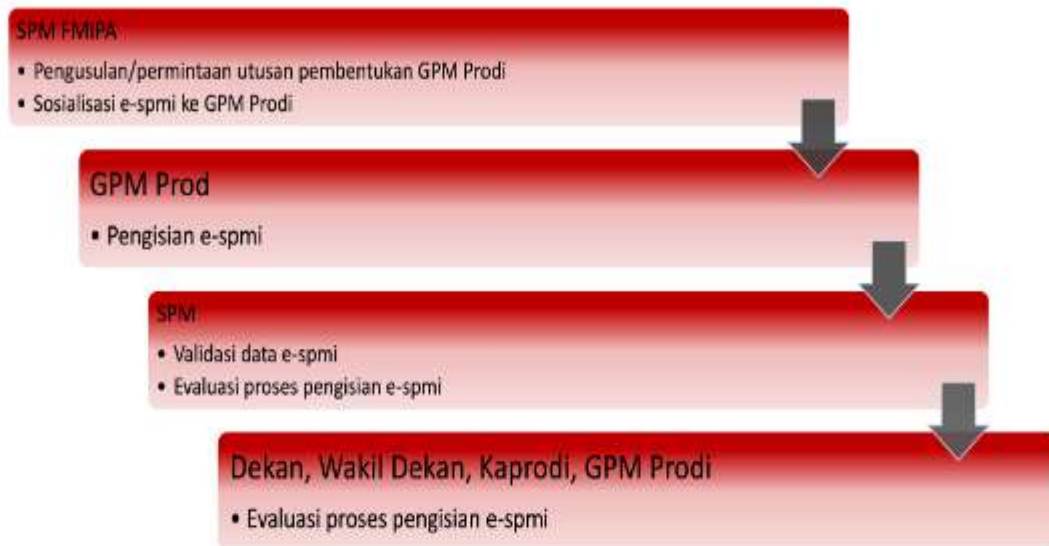 SPM FMIPA
• Pengusulan/permintaan utusan pembentukan GPM Prodi
• Sosialisasi e-spmi ke GPM Prodi
GPM Prod
• Pengisian e-spmi
SPM
• Validasi data e-spmi
• Evaluasi proses pengisian e-spmi
Dekan, Wakil Dekan, Kaprodi, GPM Prodi
• Evaluasi proses pengisian e-spmi